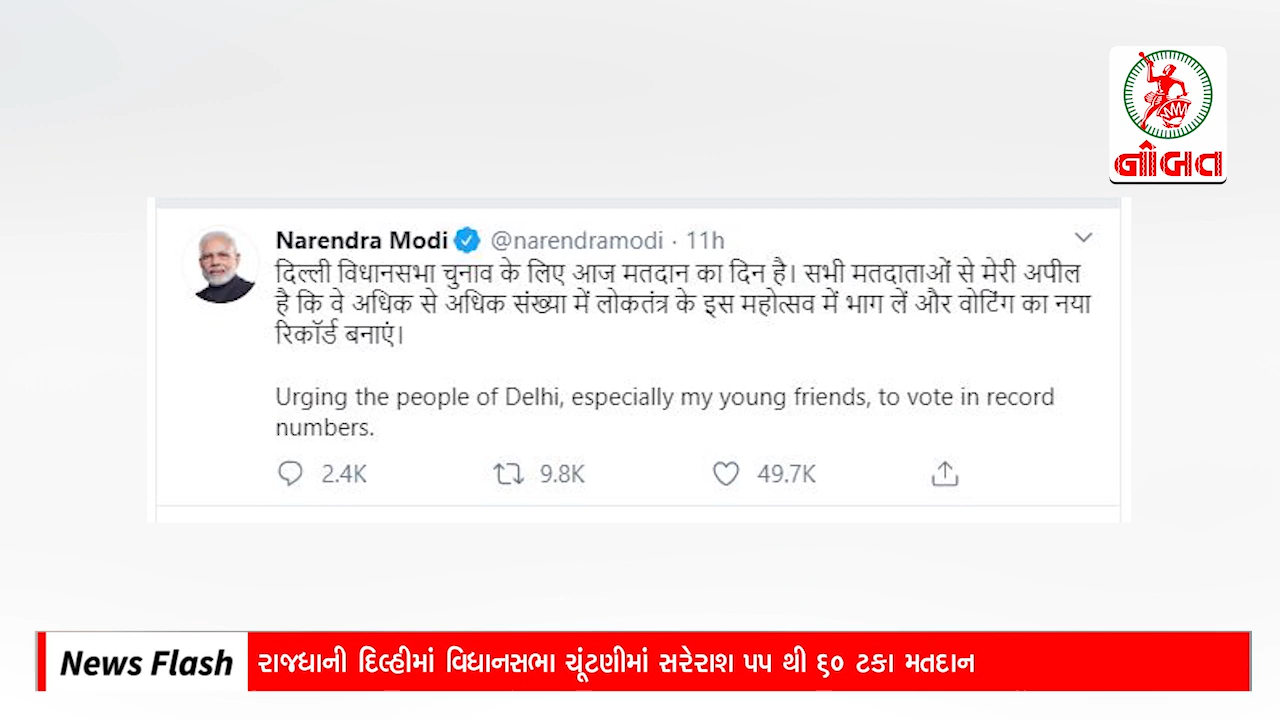 નોબત
Narendra Modi @narendramodi · 11h
दिल्ली विधानसभा चुनाव के लिए आज मतदान का दिन है। सभी मतदाताओं से मेरी अपील
है कि वे अधिक से अधिक संख्या में लोकतंत्र के इस महोत्सव में भाग लें और वोटिंग का नया
रिकॉर्ड बनाएं।
Urging the people of Delhi, especially my young friends, to vote in record
numbers.
2.4K 9.8K 49.7K
News Flash રાજધાની દિલ્હીમાં વિધાનસભા ચૂંટણીમાં સરેરાશ ૫૫ થી ૬૦ ટકા મતદાન